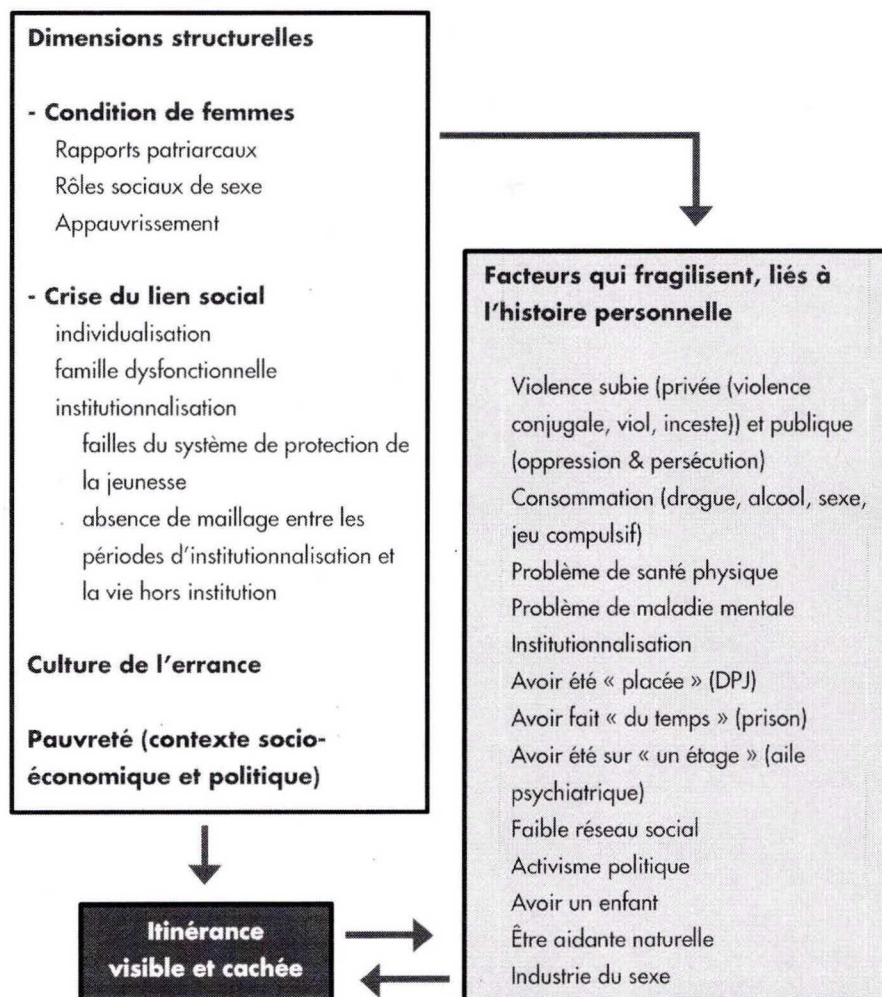 Dimensions structurelles
- Condition de femmes
Rapports patriarcaux
Rôles sociaux de sexe
Appauvrissement
- Crise du lien social
individualisation
famille dysfonctionnelle
institutionnalisation
failles du système de protection de
la jeunesse
absence de maillage entre les
périodes d'institutionnalisation et
la vie hors institution
Culture de l'errance
Pauvreté (contexte socio-
économique et politique)
Facteurs qui fragilisent, liés à
l'histoire personnelle
Violence subie (privée (violence
conjugale, viol, inceste)) et publique
(oppression & persécution)
Consommation (drogue, alcool, sexe,
jeu compulsif)
Problème de santé physique
Problème de maladie mentale
Institutionnalisation
Avoir été « placée » (DPJ)
Avoir fait « du temps » (prison)
Avoir été sur « un étage » (aile
psychiatrique)
Faible réseau social
Activisme politique
Avoir un enfant
Être aidante naturelle
Industrie du sexe
Itinérance
visible et cachée